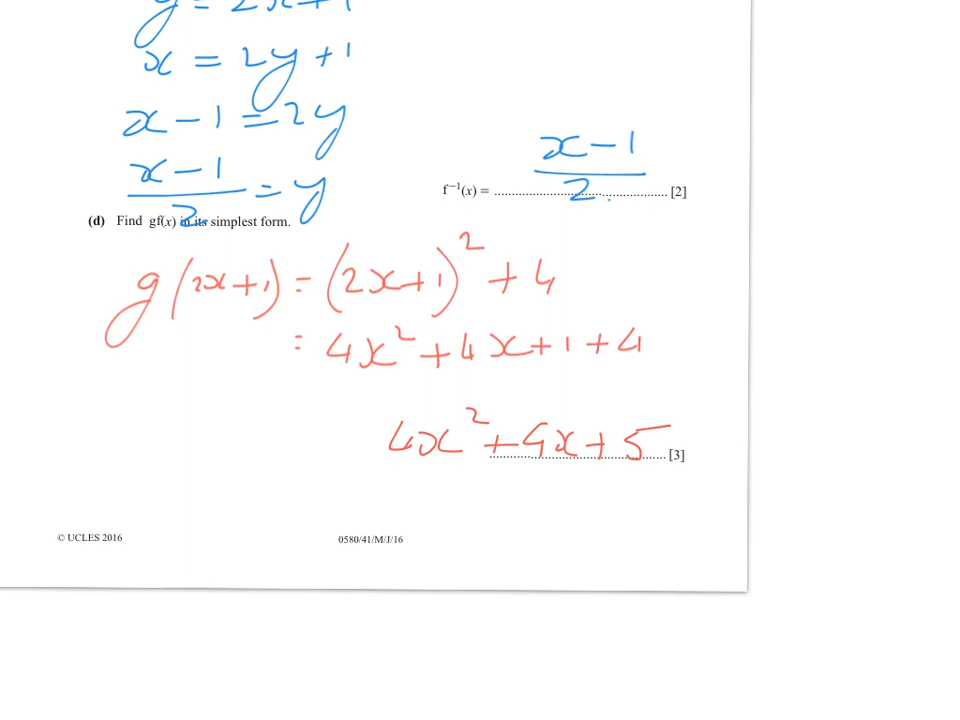 y = 2x + 1
x = 2y + 1
x - 1 = 2y
(x - 1)/2 = y
f⁻¹(x) = (x - 1)/2 [2]
(d) Find gf(x) in its simplest form.
g(2x+1) = (2x+1)² + 4
= 4x² + 4x + 1 + 4
4x² + 4x + 5 [3]
© UCLES 2016
0580/41/M/J/16